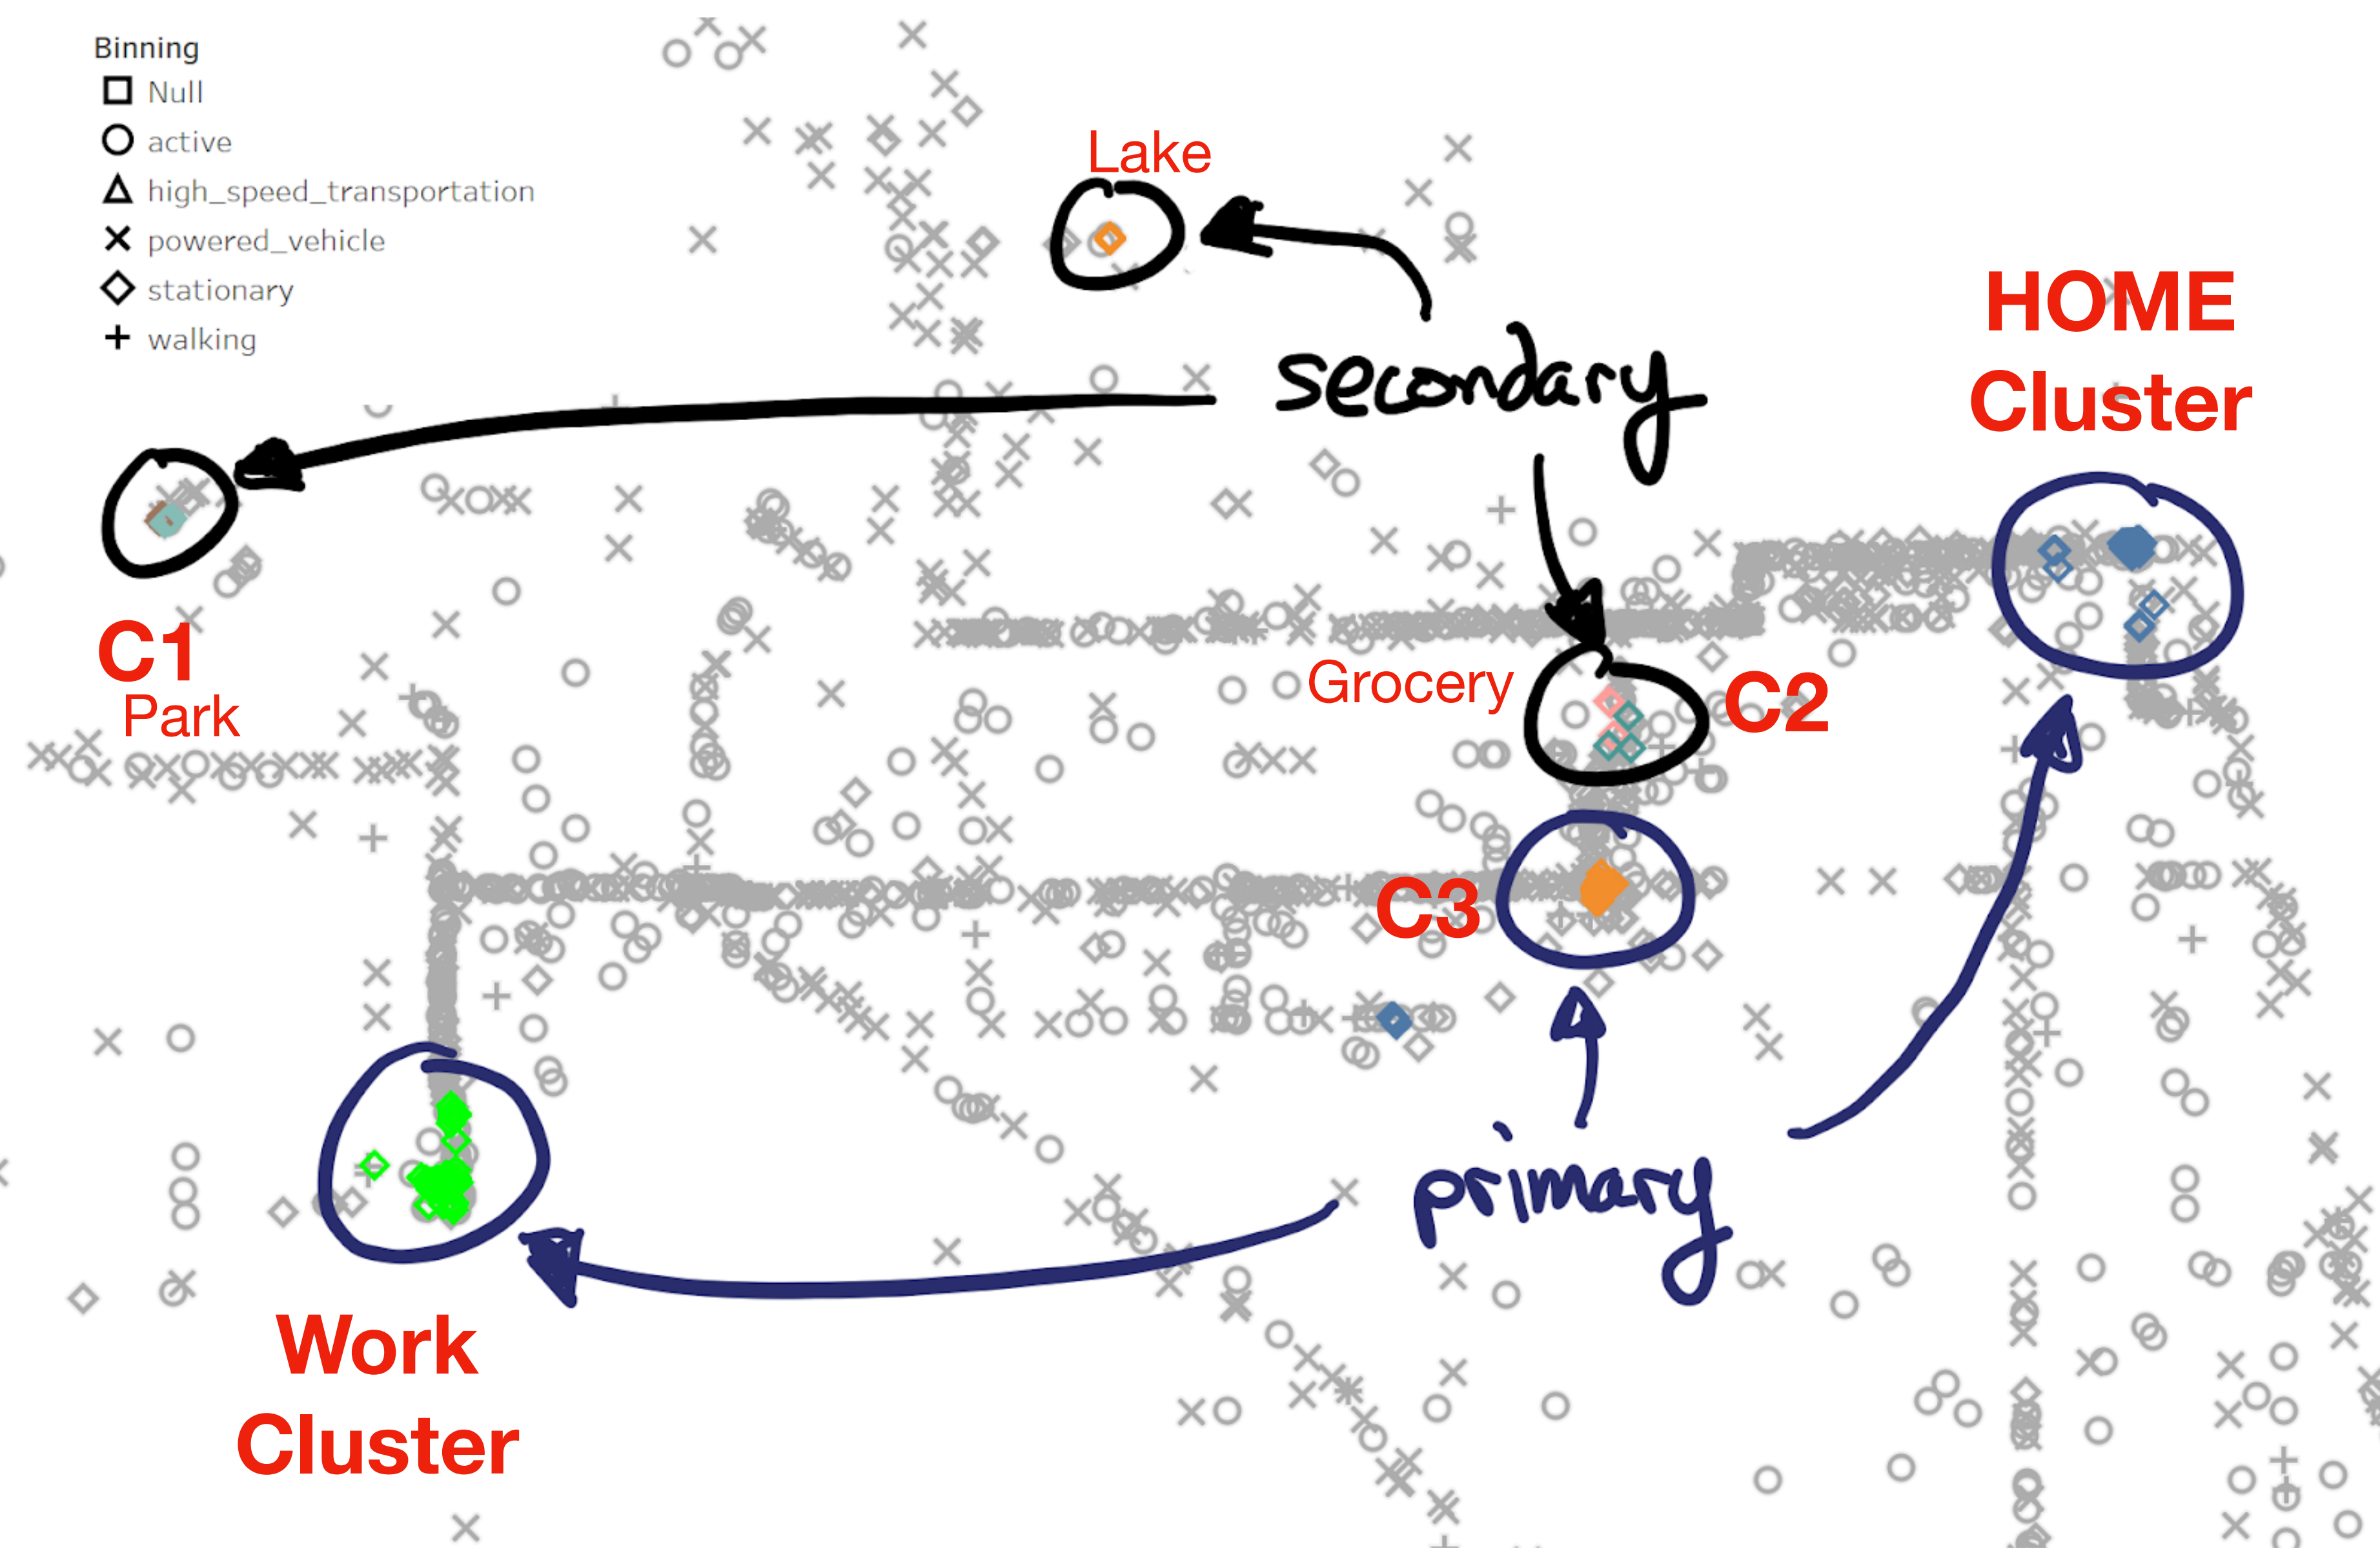 Binning
Null
active
high_speed_transportation
powered_vehicle
stationary
walking
Lake
secondary
HOME
Cluster
C1
Park
Grocery
C2
C3
primary
Work
Cluster